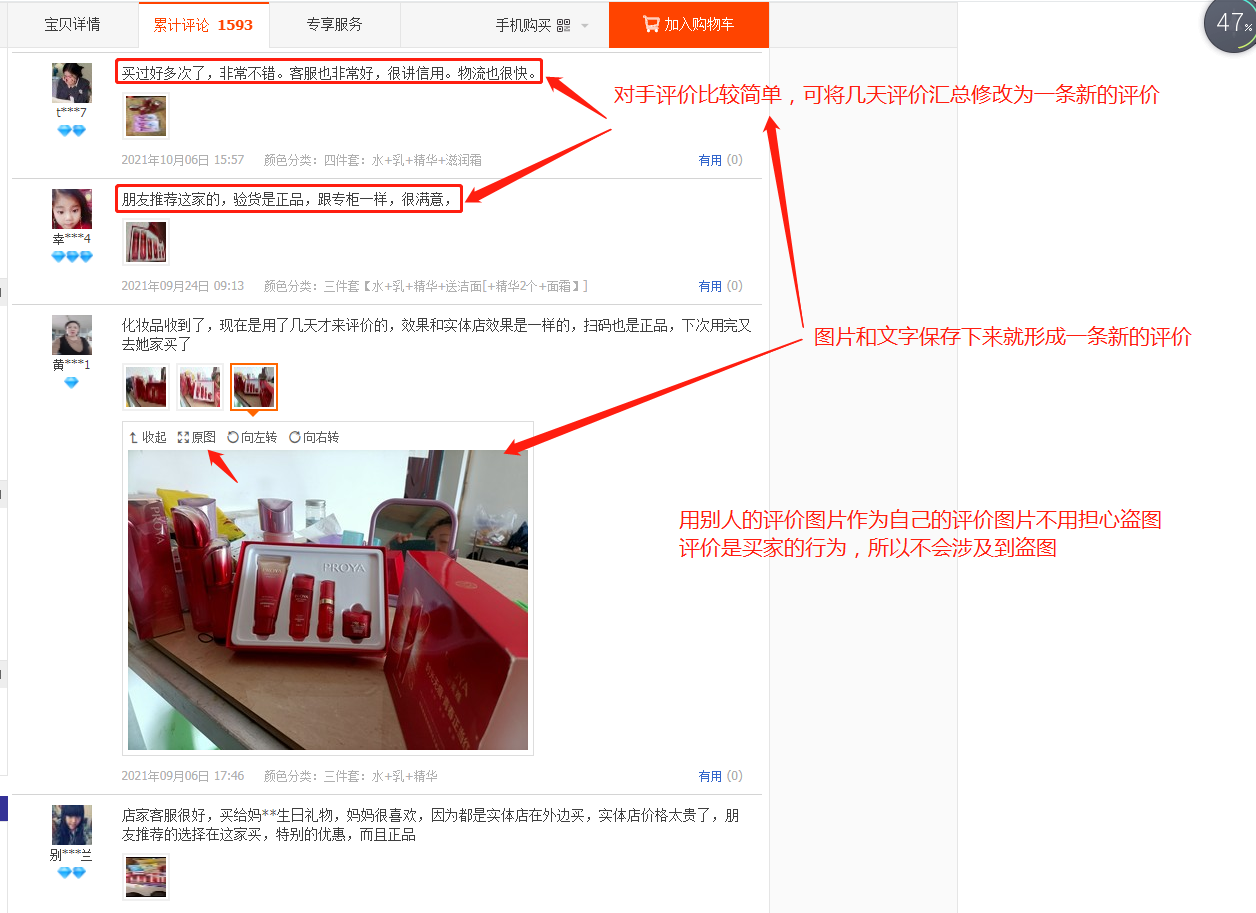 宝贝详情
累计评论 1593
专享服务
手机购买
加入购物车
47%
买过好多次了，非常不错。客服也非常好，很讲信用。物流也很快。
对手评价比较简单，可将几天评价汇总修改为一条新的评价
t***7
2021年10月06日 15:57 颜色分类：四件套：水+乳+精华+滋润霜
有用 (0)
朋友推荐这家的，验货是正品，跟专柜一样，很满意，
幸***4
2021年09月24日 09:13 颜色分类：三件套【水+乳+精华+送洁面[+精华2个+面霜】]
有用 (0)
化妆品收到了，现在是用了几天才来评价的，效果和实体店效果是一样的，扫码也是正品，下次用完又
去她家买了
图片和文字保存下来就形成一条新的评价
黄***1
收起 原图 向左转 向右转
PROYA
PROYA
用别人的评价图片作为自己的评价图片不用担心盗图
评价是买家的行为，所以不会涉及到盗图
2021年09月06日 17:46 颜色分类：三件套：水+乳+精华
有用 (0)
店家客服很好，买给妈**生日礼物，妈妈很喜欢，因为都是实体店在外边买，实体店价格太贵了，朋
友推荐的选择在这家买，特别的优惠，而且正品
别***兰